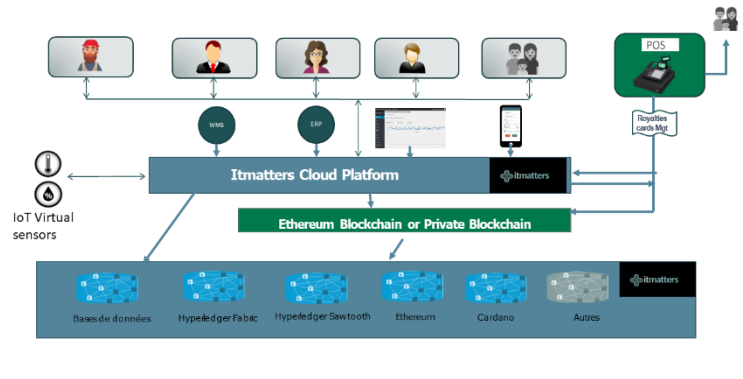 POS
Royalties
cards Mgt
WMS
ERP
Itmatters Cloud Platform
itmatters
IoT Virtual
sensors
%
Ethereum Blockchain or Private Blockchain
itmatters
Bases de données
Hyperledger Fabric
Hyperledger Sawtooth
Ethereum
Cardano
Autres